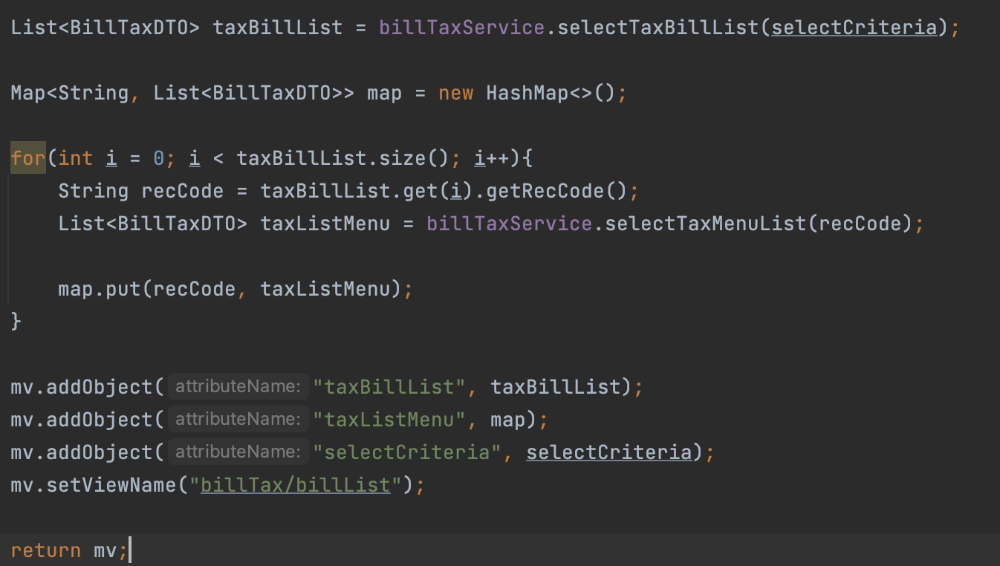 List<BillTaxDTO> taxBillList = billTaxService.selectTaxBillList(selectCriteria);
Map<String, List<BillTaxDTO>> map = new HashMap<>();
for(int i = 0; i < taxBillList.size(); i++){
String recCode = taxBillList.get(i).getRecCode();
List<BillTaxDTO> taxListMenu = billTaxService.selectTaxMenuList(recCode);
map.put(recCode, taxListMenu);
}
mv.addObject( attributeName: "taxBillList", taxBillList);
mv.addObject( attributeName: "taxListMenu", map);
mv.addObject( attributeName: "selectCriteria", selectCriteria);
mv.setViewName("billTax/billList");
return mv;